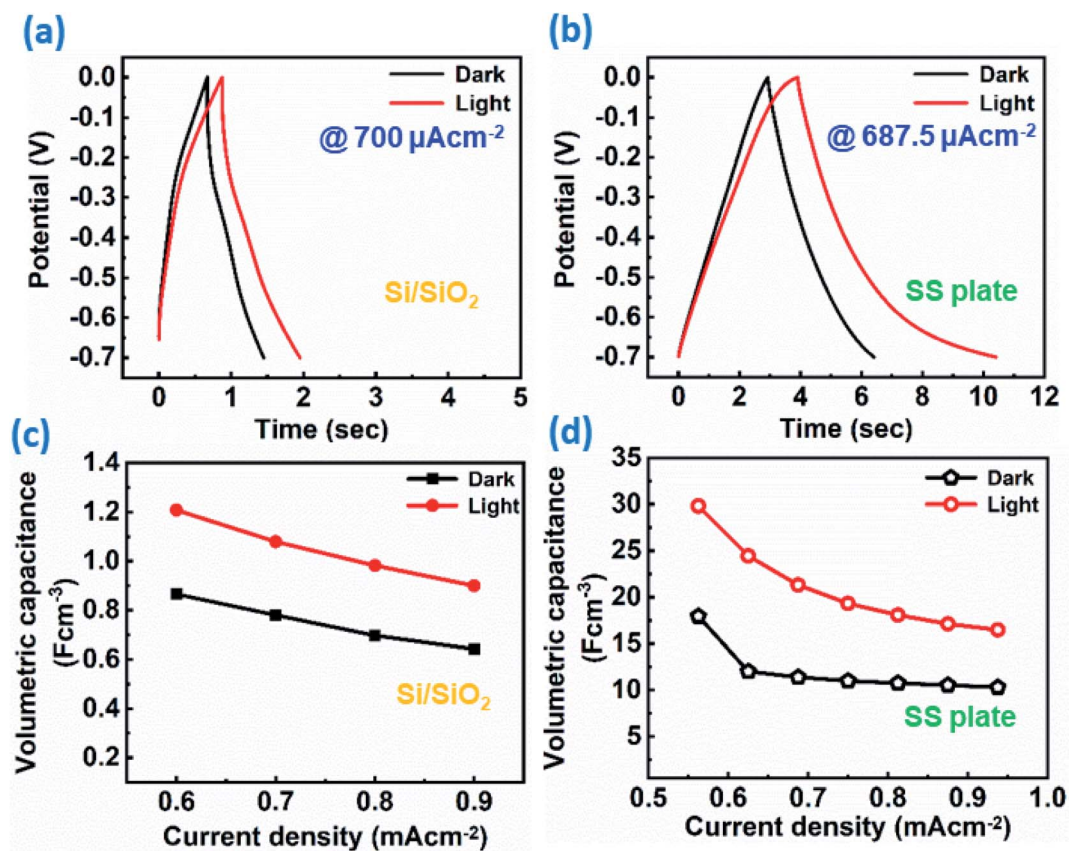 (a)
Potential (V)
0.0
-0.1
-0.2
-0.3
-0.4
-0.5
-0.6
-0.7
Dark
Light
@ 700 µAcm-2
Si/SiO2
0 1 2 3 4 5
Time (sec)
(b)
Potential (V)
0.0
-0.1
-0.2
-0.3
-0.4
-0.5
-0.6
-0.7
Dark
Light
@ 687.5 µAcm-2
SS plate
0 2 4 6 8 10 12
Time (sec)
(c)
Volumetric capacitance
(Fcm-3)
1.4
1.2
1.0
0.8
0.6
0.4
0.2
Dark
Light
Si/SiO2
0.6 0.7 0.8 0.9
Current density (mAcm-2)
(d)
Volumetric capacitance
(Fcm-3)
35
30
25
20
15
10
5
Dark
Light
SS plate
0.5 0.6 0.7 0.8 0.9 1.0
Current density (mAcm-2)